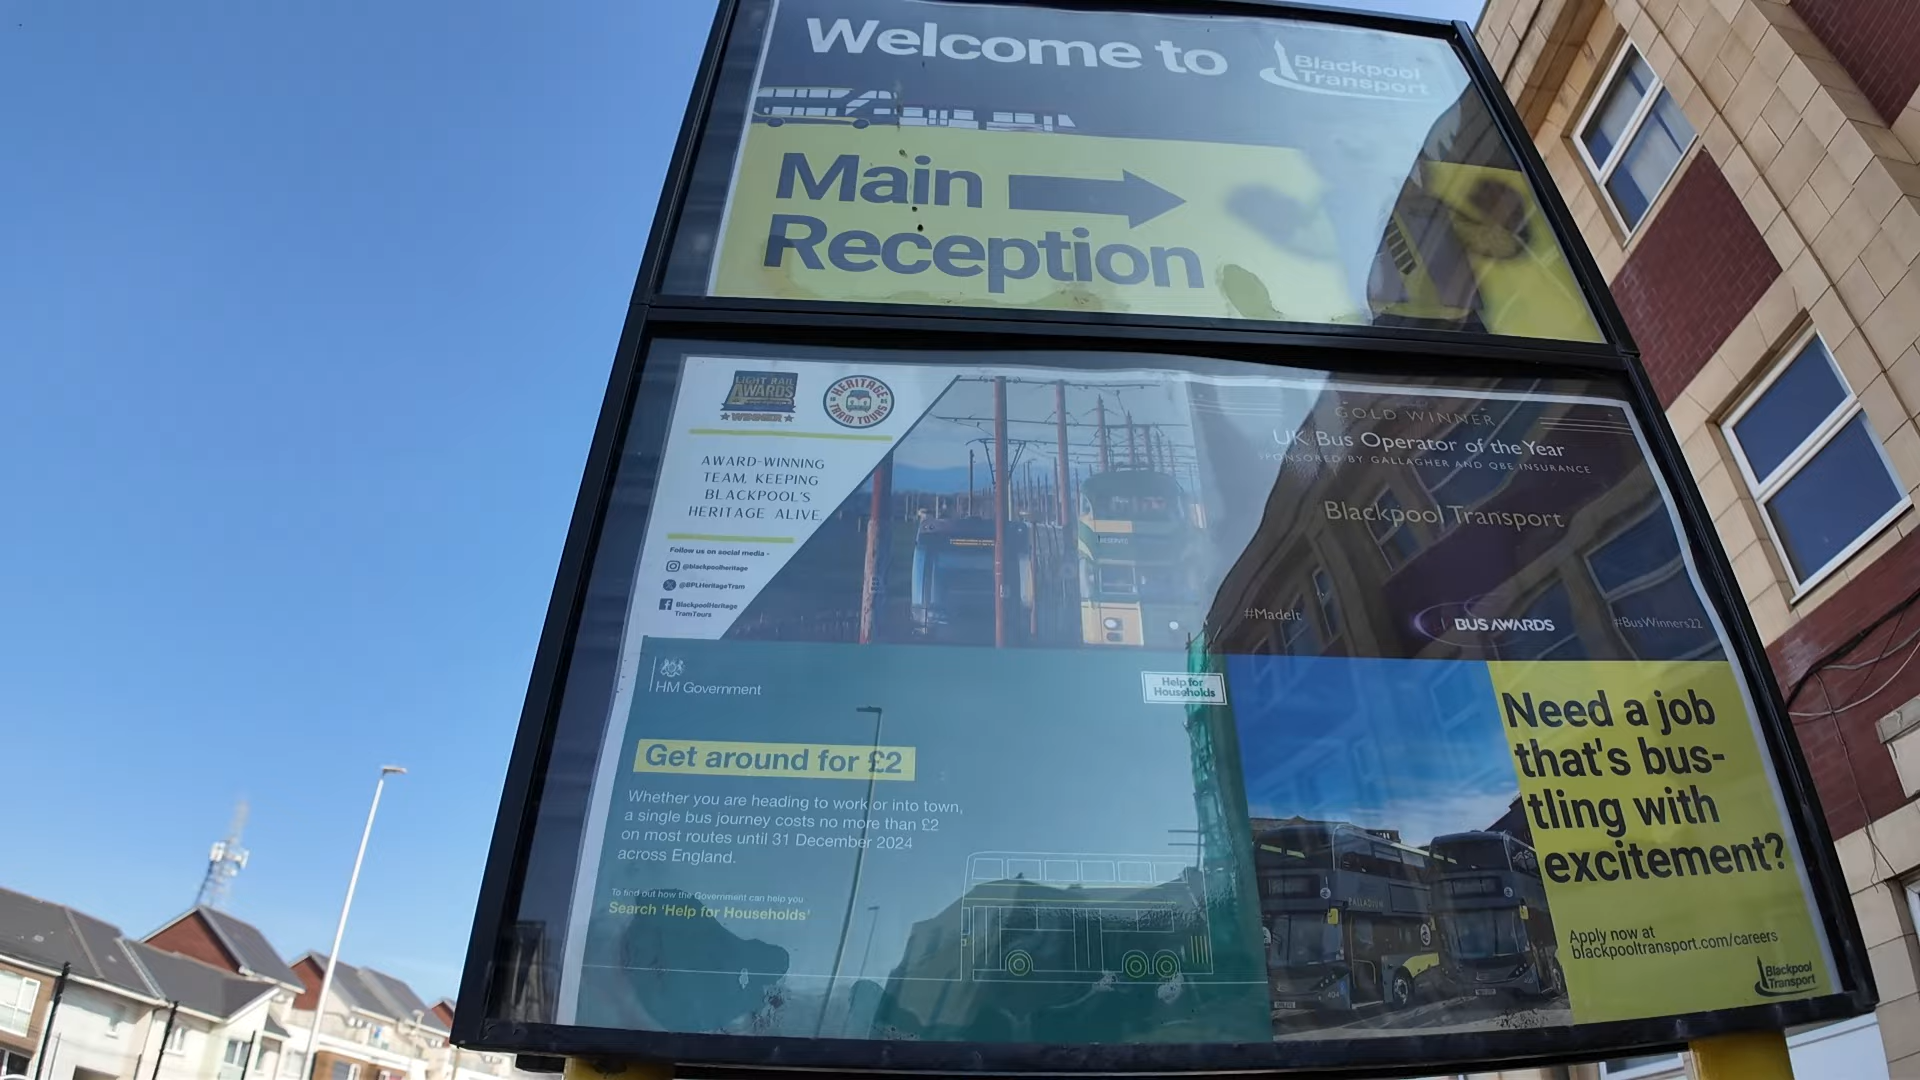 Welcome to
Blackpool
Transport
Main
Reception
LIGHT RAIL
AWARDS
WINNER
HERITAGE
TRAM TOURS
AWARD-WINNING
TEAM, KEEPING
BLACKPOOL'S
HERITAGE ALIVE.
Follow us on social media -
@blackpoolheritage
@BPLHeritageTram
BlackpoolHeritage
TramTours
GOLD WINNER
UK Bus Operator of the Year
SPONSORED BY GALLAGHER AND QBE INSURANCE
Blackpool Transport
#MadeIt
BUS AWARDS
#BusWinners22
HM Government
Help for
Households
Get around for £2
Whether you are heading to work or into town,
a single bus journey costs no more than £2
on most routes until 31 December 2024
across England.
To find out how the Government can help you
Search 'Help for Households'
Need a job
that's bus-
tling with
excitement?
Apply now at
blackpooltransport.com/careers
Blackpool
Transport
PALLADIUM